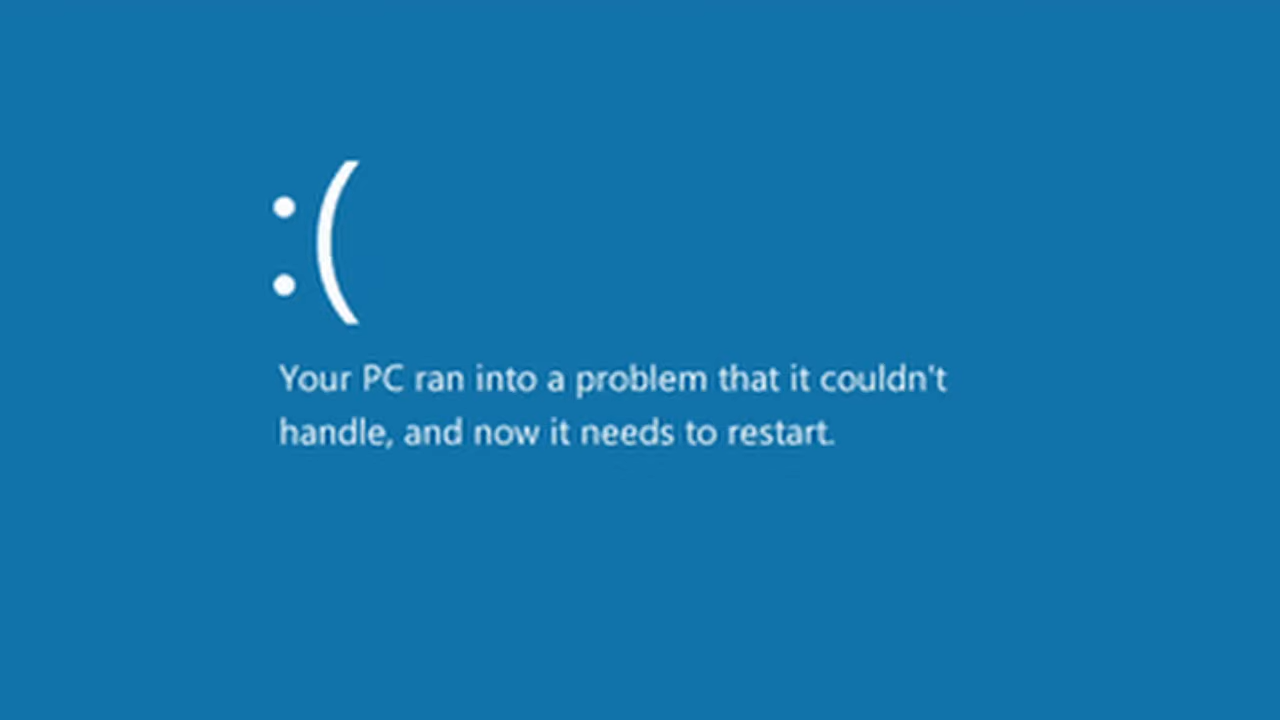 :(
Your PC ran into a problem that it couldn't
handle, and now it needs to restart.